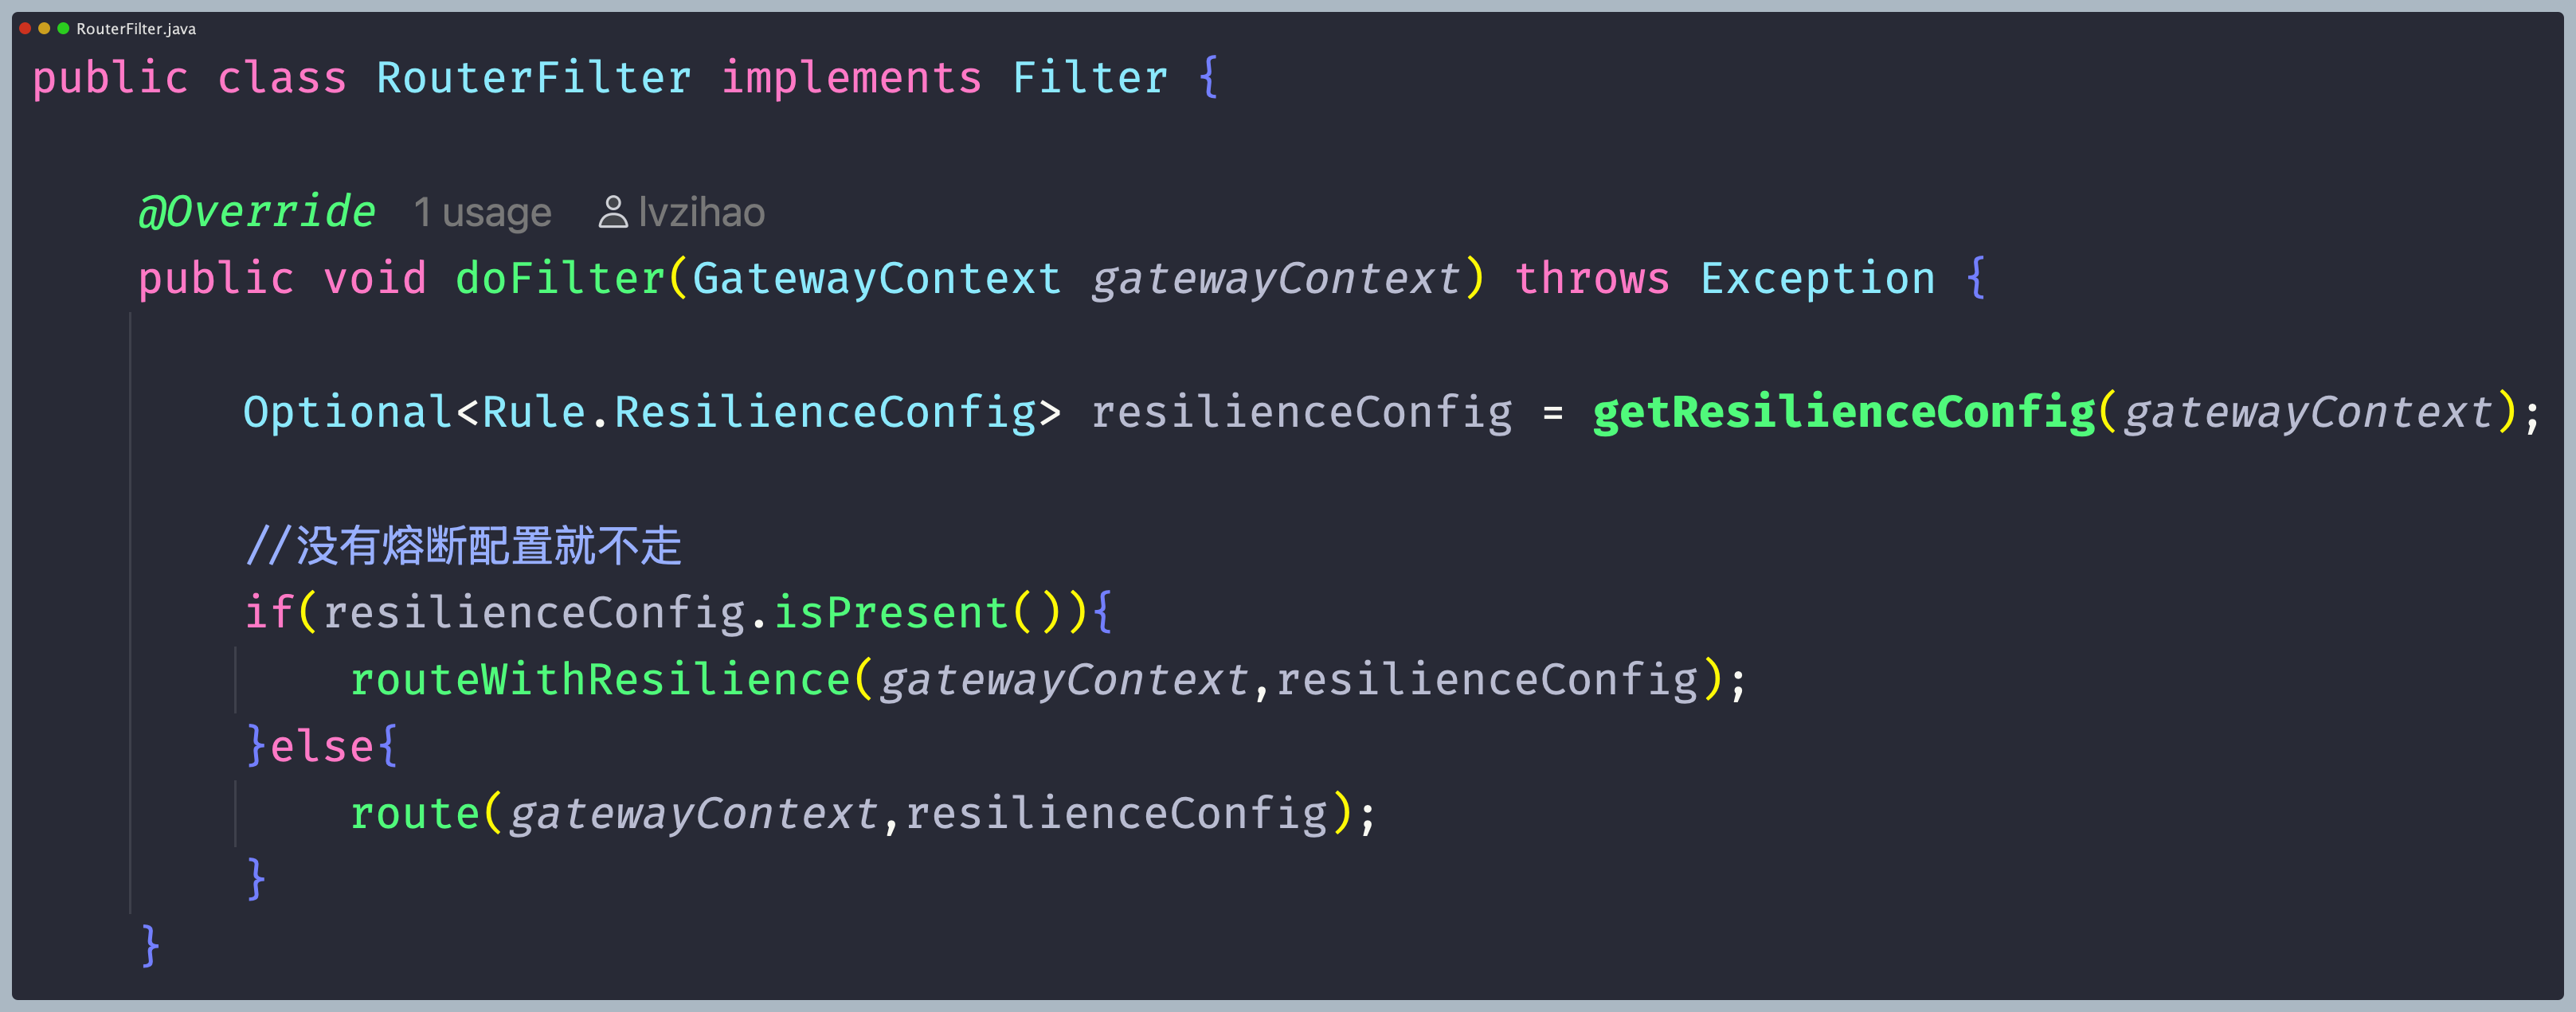 RouterFilter.java
public class RouterFilter implements Filter {
@Override 1 usage lvzihao
public void doFilter(GatewayContext gatewayContext) throws Exception {
Optional<Rule.ResilienceConfig> resilienceConfig = getResilienceConfig(gatewayContext);
//没有熔断配置就不走
if(resilienceConfig.isPresent()){
routeWithResilience(gatewayContext,resilienceConfig);
}else{
route(gatewayContext,resilienceConfig);
}
}